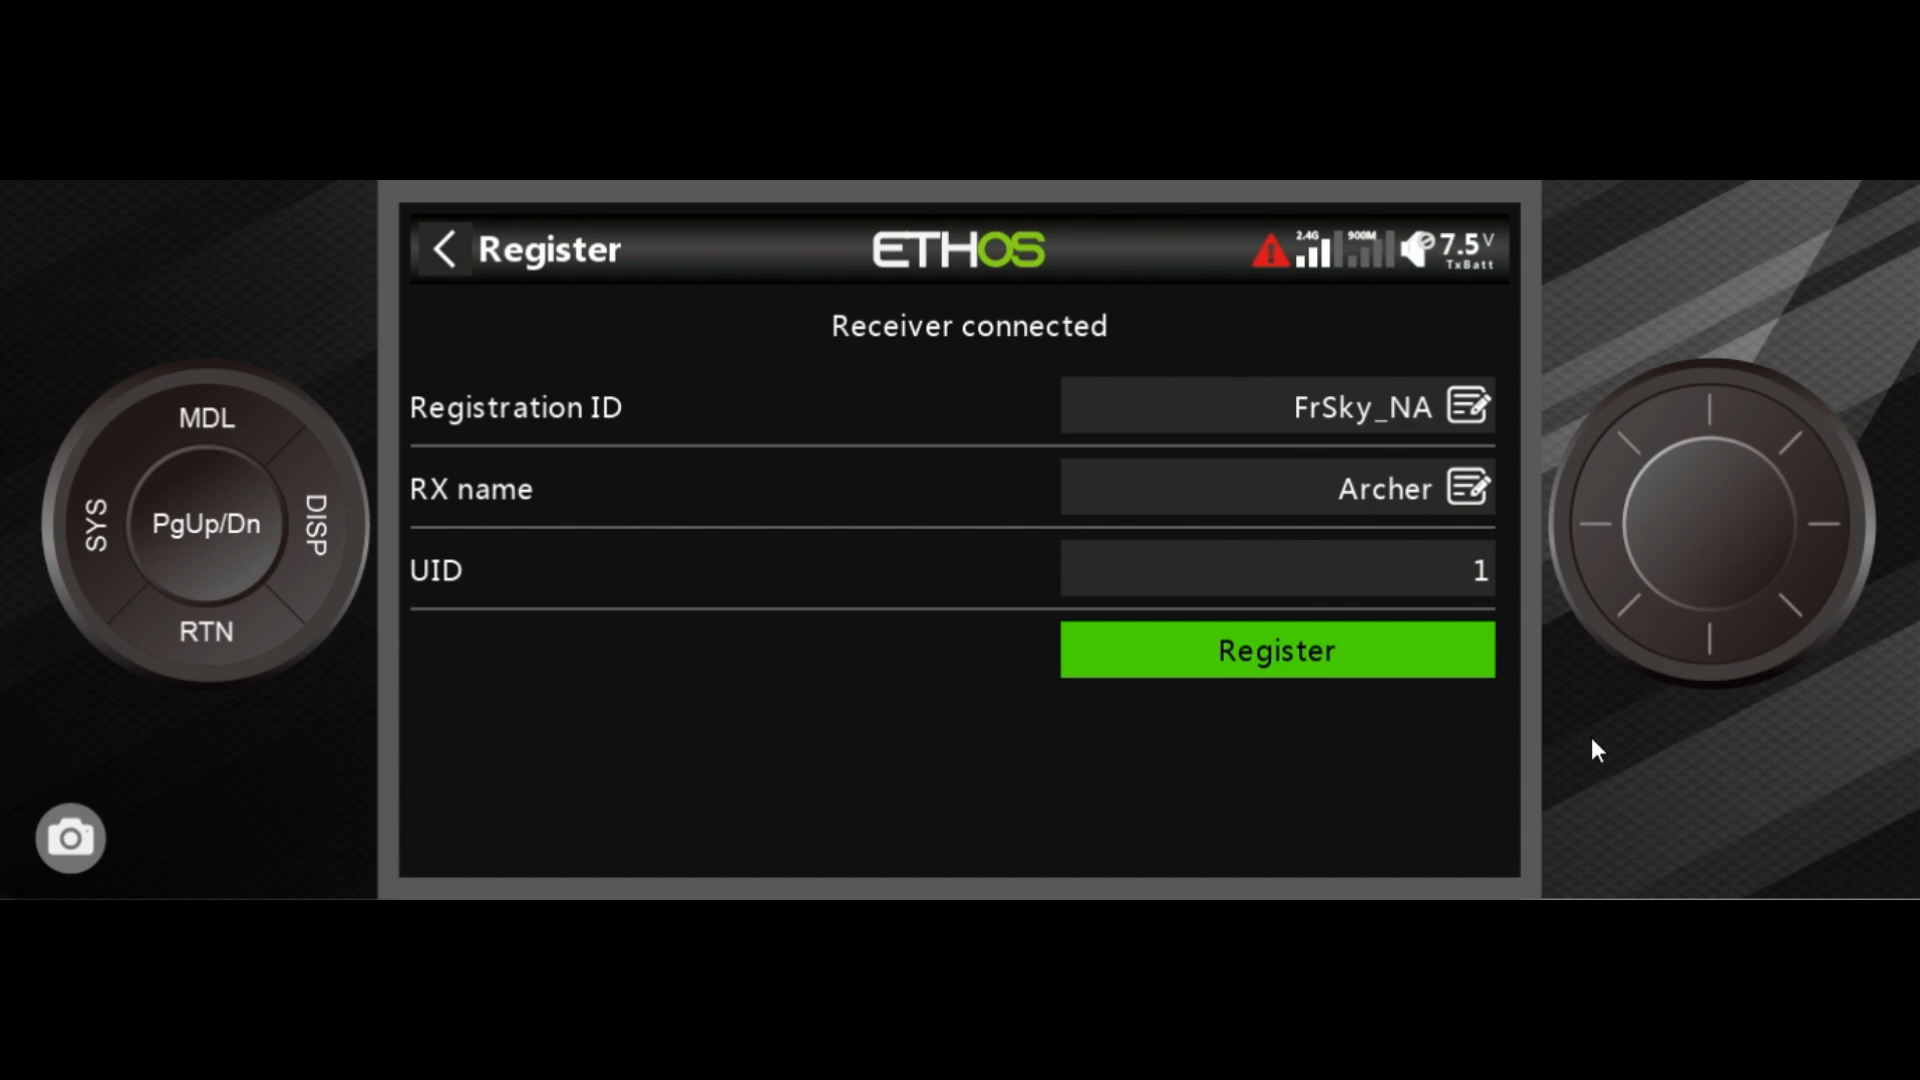 Register
ETHOS
2.4G
900M
7.5V
TxBatt
Receiver connected
Registration ID
FrSky_NA
RX name
Archer
UID
1
Register
MDL
SYS
PgUp/Dn
DISP
RTN